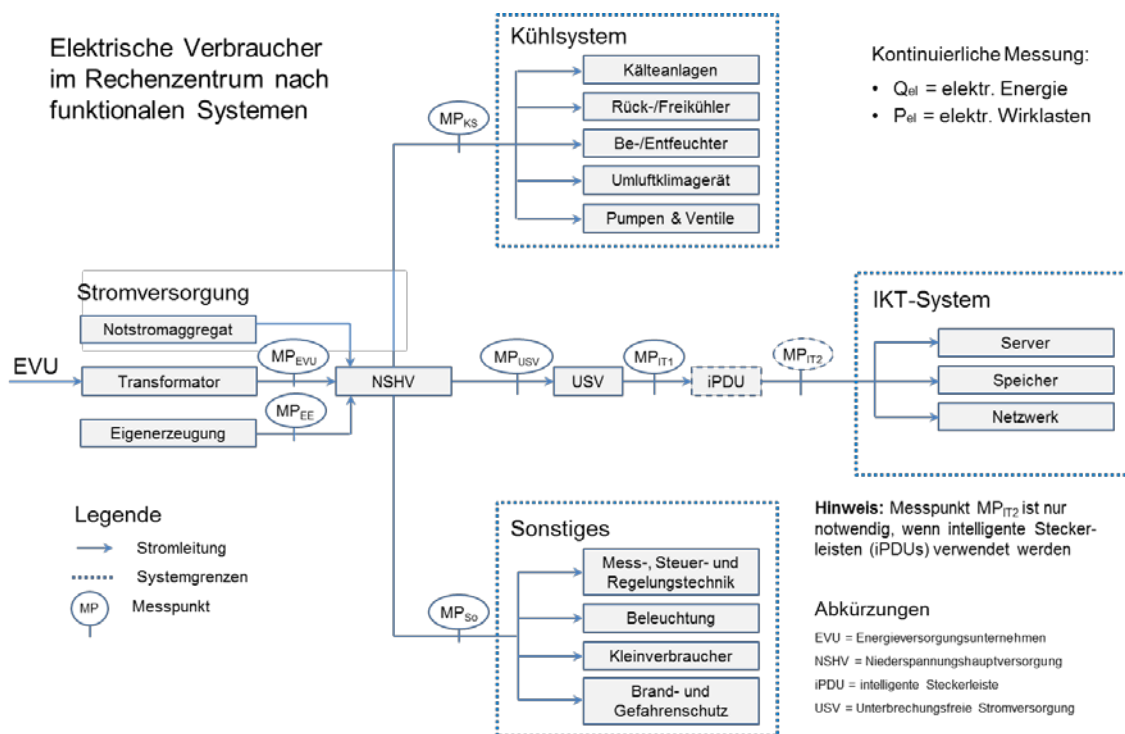 Elektrische Verbraucher
im Rechenzentrum nach
funktionalen Systemen
Kühlsystem
Kälteanlagen
Rück-/Freikühler
Be-/Entfeuchter
Umluftklimagerät
Pumpen & Ventile
MPKS
Kontinuierliche Messung:
• Qel = elektr. Energie
• Pel = elektr. Wirklasten
Stromversorgung
Notstromaggregat
EVU
Transformator
MPEVU
Eigenerzeugung
MPEE
NSHV
MPUSV
USV
MPIT1
iPDU
MPIT2
IKT-System
Server
Speicher
Netzwerk
Legende
Stromleitung
Systemgrenzen
MP
Messpunkt
MPSo
Sonstiges
Mess-, Steuer- und
Regelungstechnik
Beleuchtung
Kleinverbraucher
Brand- und
Gefahrenschutz
Hinweis: Messpunkt MPIT2 ist nur
notwendig, wenn intelligente Stecker-
leisten (iPDUs) verwendet werden
Abkürzungen
EVU = Energieversorgungsunternehmen
NSHV = Niederspannungshauptversorgung
iPDU = intelligente Steckerleiste
USV = Unterbrechungsfreie Stromversorgung